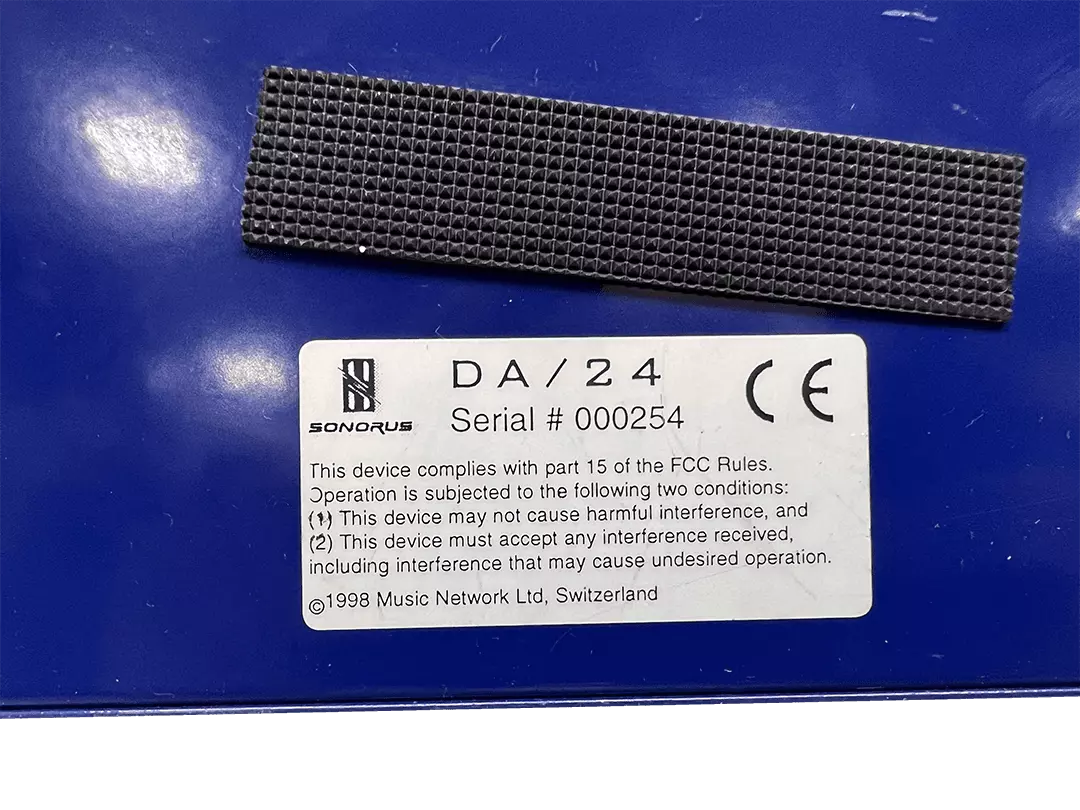 DA/24
CE
SONORUS
Serial # 000254
This device complies with part 15 of the FCC Rules.
Operation is subjected to the following two conditions:
(1) This device may not cause harmful interference, and
(2) This device must accept any interference received,
including interference that may cause undesired operation.
©1998 Music Network Ltd, Switzerland